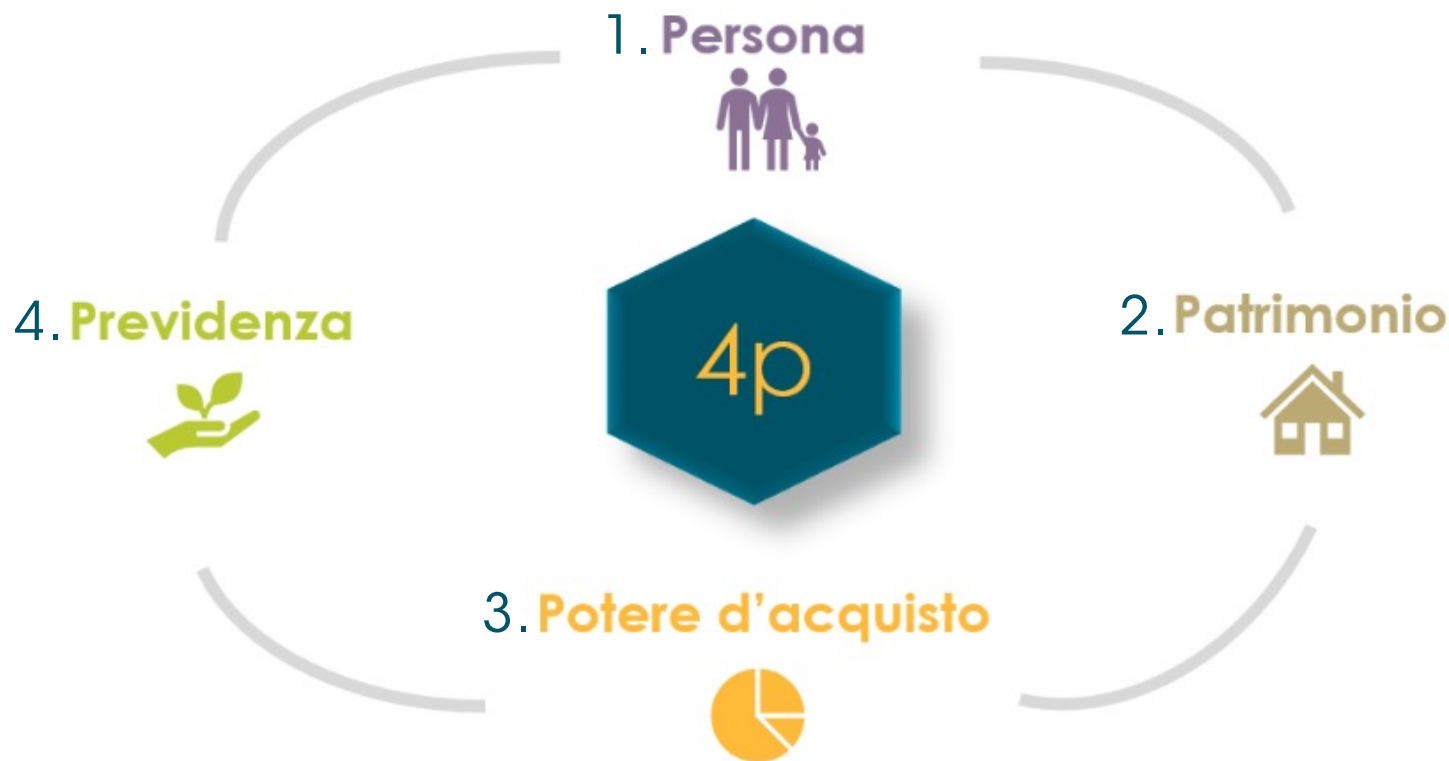 1. Persona
4. Previdenza
2. Patrimonio
4p
3. Potere d’acquisto